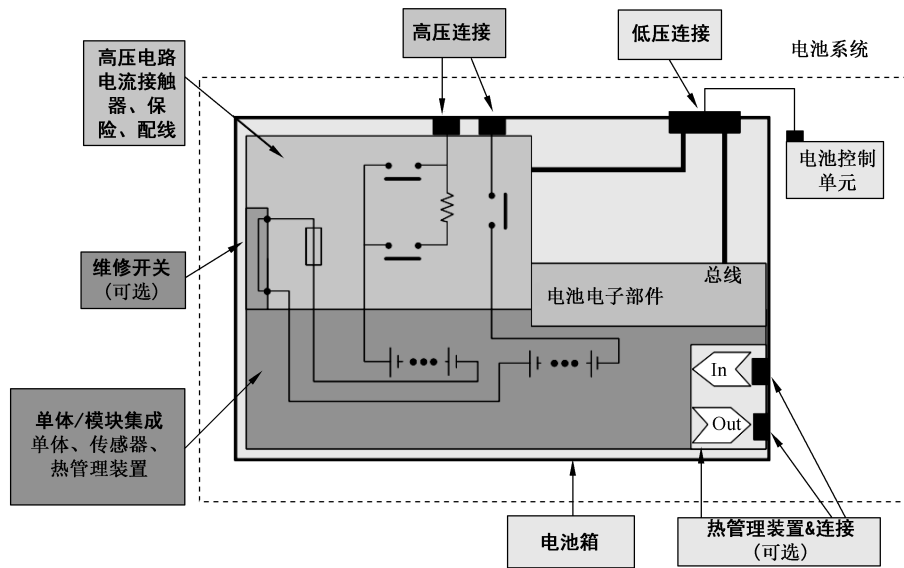 高压连接
低压连接
电池系统
高压电路
电流接触
器、保
险、配线
电池控制
单元
维修开关
(可选)
总线
电池电子部件
单体/模块集成
单体、传感器、
热管理装置
In
Out
电池箱
热管理装置&连接
(可选)